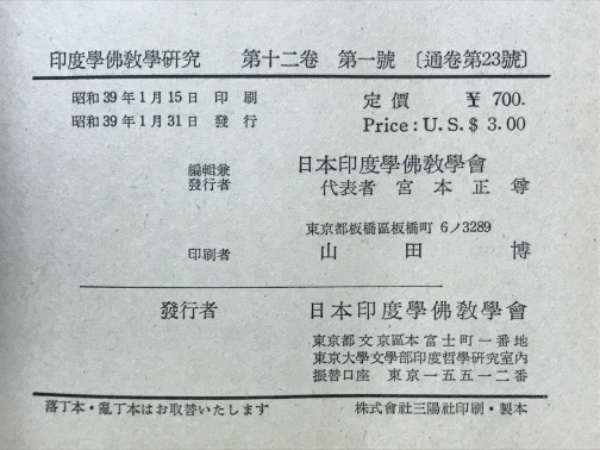 印度學佛敎學硏究　第十二卷　第一號　〔通卷第23號〕
昭和39年1月15日　印　刷
昭和39年1月31日　發　行
定　價　￥ 700.
Price : U. S. $ 3.00
編輯兼
發行者
日本印度學佛敎學會
代表者　宮　本　正　尊
東京都板橋區板橋町 6ノ3289
印刷者　山　田　博
發行者　日本印度學佛敎學會
東京都文京區本富士町一番地
東京大學文學部印度哲學硏究室內
振替口座　東京一五五一二番
落丁本・亂丁本はお取替いたします
株式會社三陽社印刷・製本